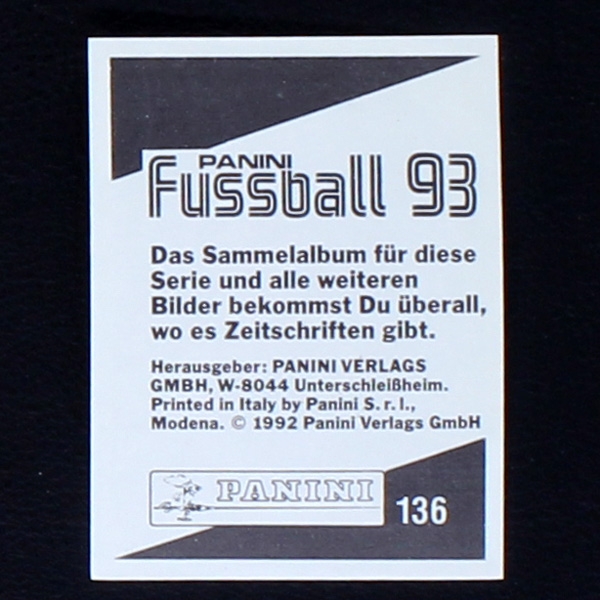 PANINI
Fussball 93
Das Sammelalbum für diese
Serie und alle weiteren
Bilder bekommst Du überall,
wo es Zeitschriften gibt.
Herausgeber: PANINI VERLAGS
GMBH, W-8044 Unterschleißheim.
Printed in Italy by Panini S. r. l.,
Modena. © 1992 Panini Verlags GmbH
PANINI
136